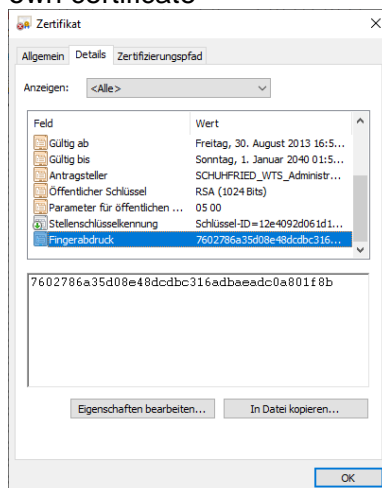 own certificate
Zertifikat
Allgemein Details Zertifizierungspfad
Anzeigen: <Alle>
Feld Wert
Gültig ab Freitag, 30. August 2013 16:5...
Gültig bis Sonntag, 1. Januar 2040 01:5...
Antragsteller SCHUHFRIED_WTS_Administr...
Öffentlicher Schlüssel RSA (1024 Bits)
Parameter für öffentlichen ... 05 00
Stellenschlüsselkennung Schlüssel-ID=12e4092d061d1...
Fingerabdruck 7602786a35d08e48dcdbc316...
7602786a35d08e48dcdbc316adbaeadc0a801f8b
Eigenschaften bearbeiten... In Datei kopieren...
OK